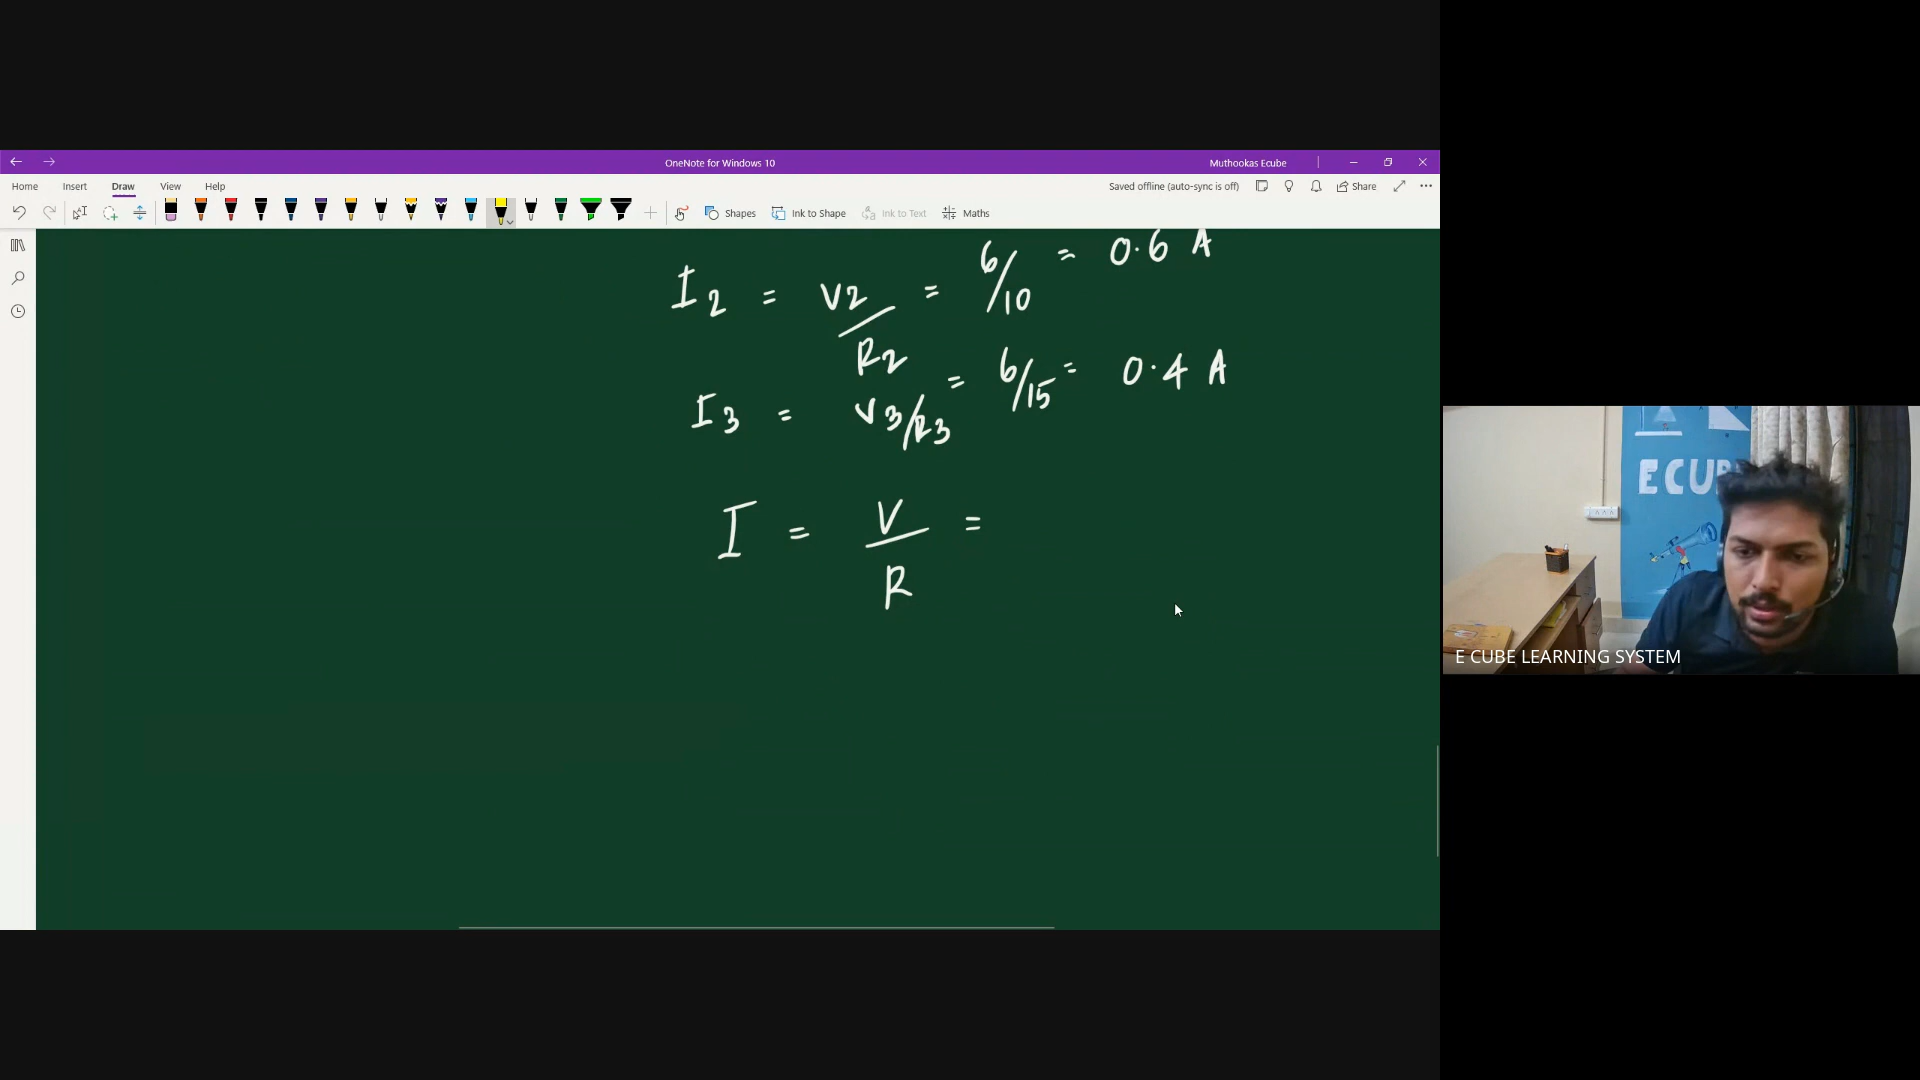 OneNote for Windows 10
Muthookas Ecube
Home Insert Draw View Help
Saved offline (auto-sync is off)
Share
Shapes
Ink to Shape
Ink to Text
Maths
I2 = V2/R2 = 6/10 = 0.6 A
I3 = V3/R3 = 6/15 = 0.4 A
I = V/R =
ECUB
E CUBE LEARNING SYSTEM